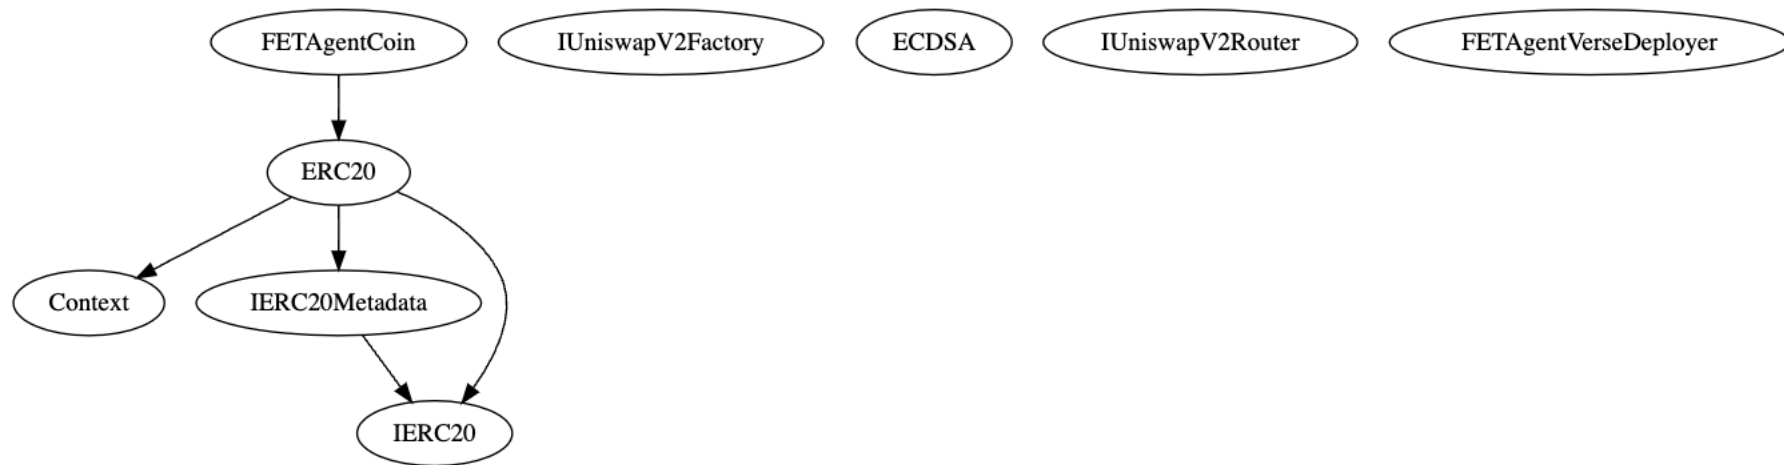 FETAgentCoin
IUniswapV2Factory
ECDSA
IUniswapV2Router
FETAgentVerseDeployer
ERC20
Context
IERC20Metadata
IERC20